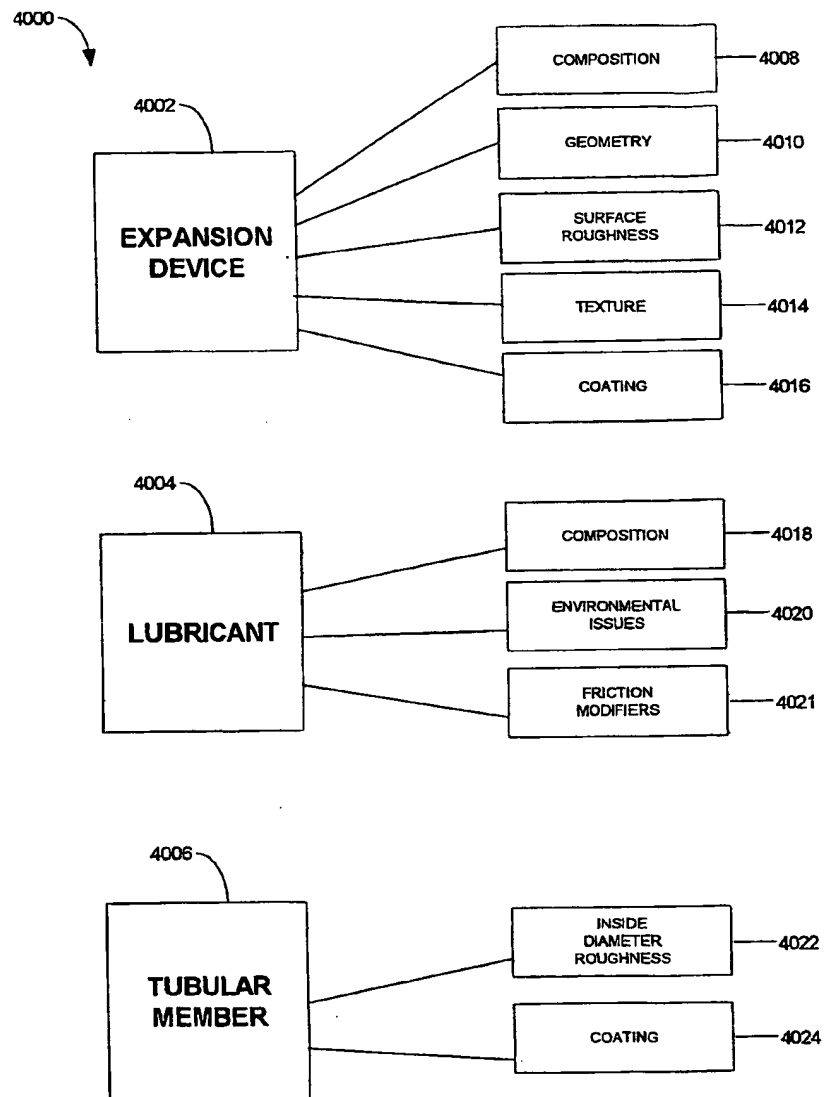 4000
4002
EXPANSION
DEVICE
COMPOSITION
4008
GEOMETRY
4010
SURFACE
ROUGHNESS
4012
TEXTURE
4014
COATING
4016
4004
LUBRICANT
COMPOSITION
4018
ENVIRONMENTAL
ISSUES
4020
FRICTION
MODIFIERS
4021
4006
TUBULAR
MEMBER
INSIDE
DIAMETER
ROUGHNESS
4022
COATING
4024